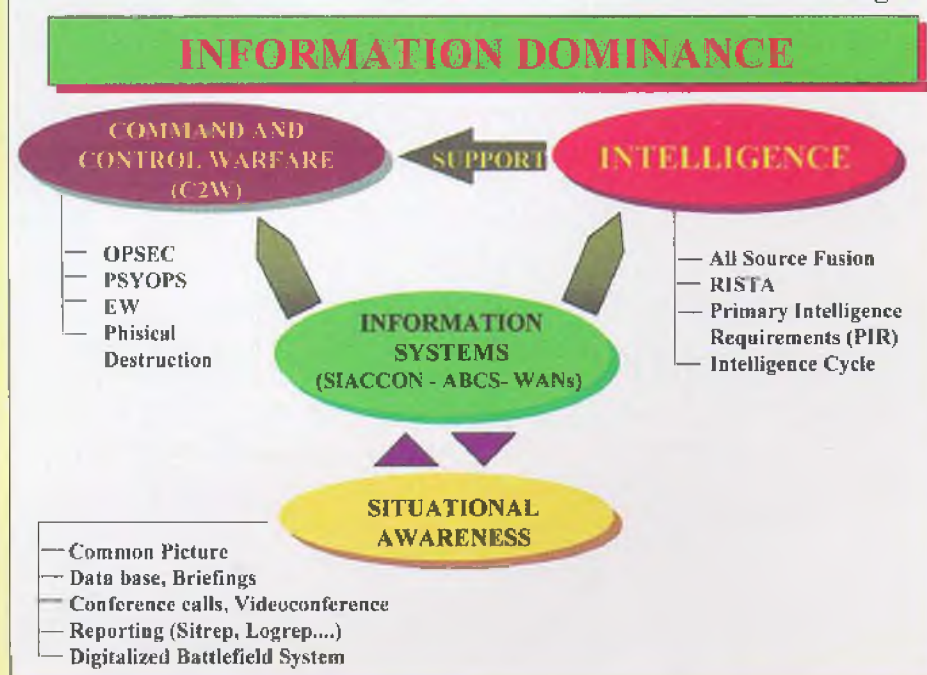 INFORMATION DOMINANCE
COMMAND AND
CONTROL WARFARE
(C2W)
SUPPORT
INTELLIGENCE
OPSEC
PSYOPS
EW
Phisical
Destruction
All Source Fusion
RISTA
Primary Intelligence
Requirements (PIR)
Intelligence Cycle
INFORMATION
SYSTEMS
(SIACCON - ABCS- WANs)
SITUATIONAL
AWARENESS
Common Picture
Data base, Briefings
Conference calls, Videoconference
Reporting (Sitrep, Logrep....)
Digitalized Battlefield System